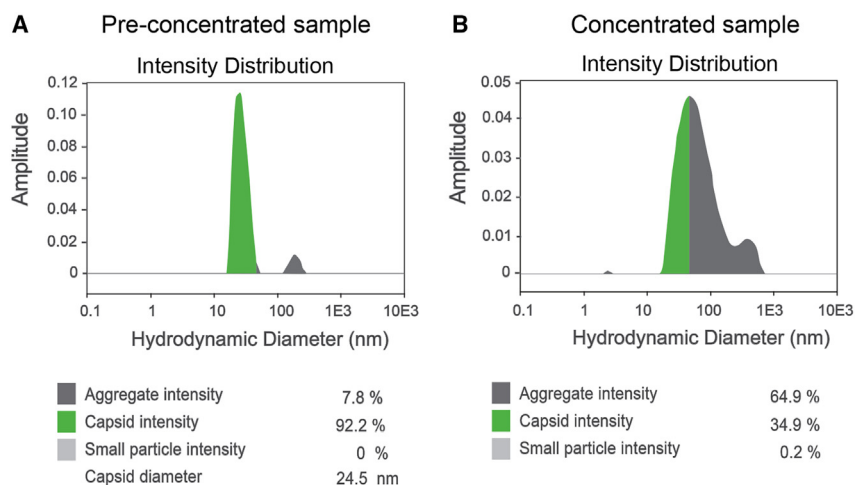 A Pre-concentrated sample
Intensity Distribution
Amplitude
0.12
0.10
0.08
0.06
0.04
0.02
0
0.1 1 10 100 1E3 10E3
Hydrodynamic Diameter (nm)
Aggregate intensity 7.8 %
Capsid intensity 92.2 %
Small particle intensity 0 %
Capsid diameter 24.5 nm
B Concentrated sample
Intensity Distribution
Amplitude
0.05
0.04
0.03
0.02
0.01
0
0.1 1 10 100 1E3 10E3
Hydrodynamic Diameter (nm)
Aggregate intensity 64.9 %
Capsid intensity 34.9 %
Small particle intensity 0.2 %